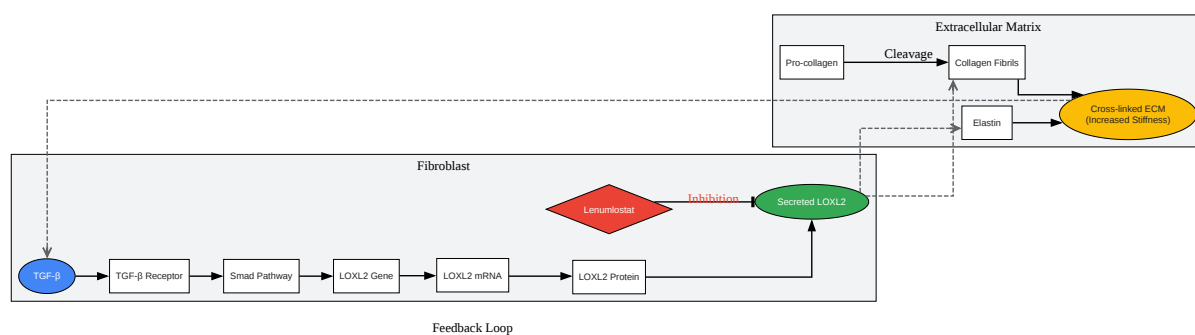 Extracellular Matrix
Pro-collagen
Cleavage
Collagen Fibrils
Cross-linked ECM
(Increased Stiffness)
Elastin
Fibroblast
Lenumlostat
Inhibition
Secreted LOXL2
TGF-β
TGF-β Receptor
Smad Pathway
LOXL2 Gene
LOXL2 mRNA
LOXL2 Protein
Feedback Loop